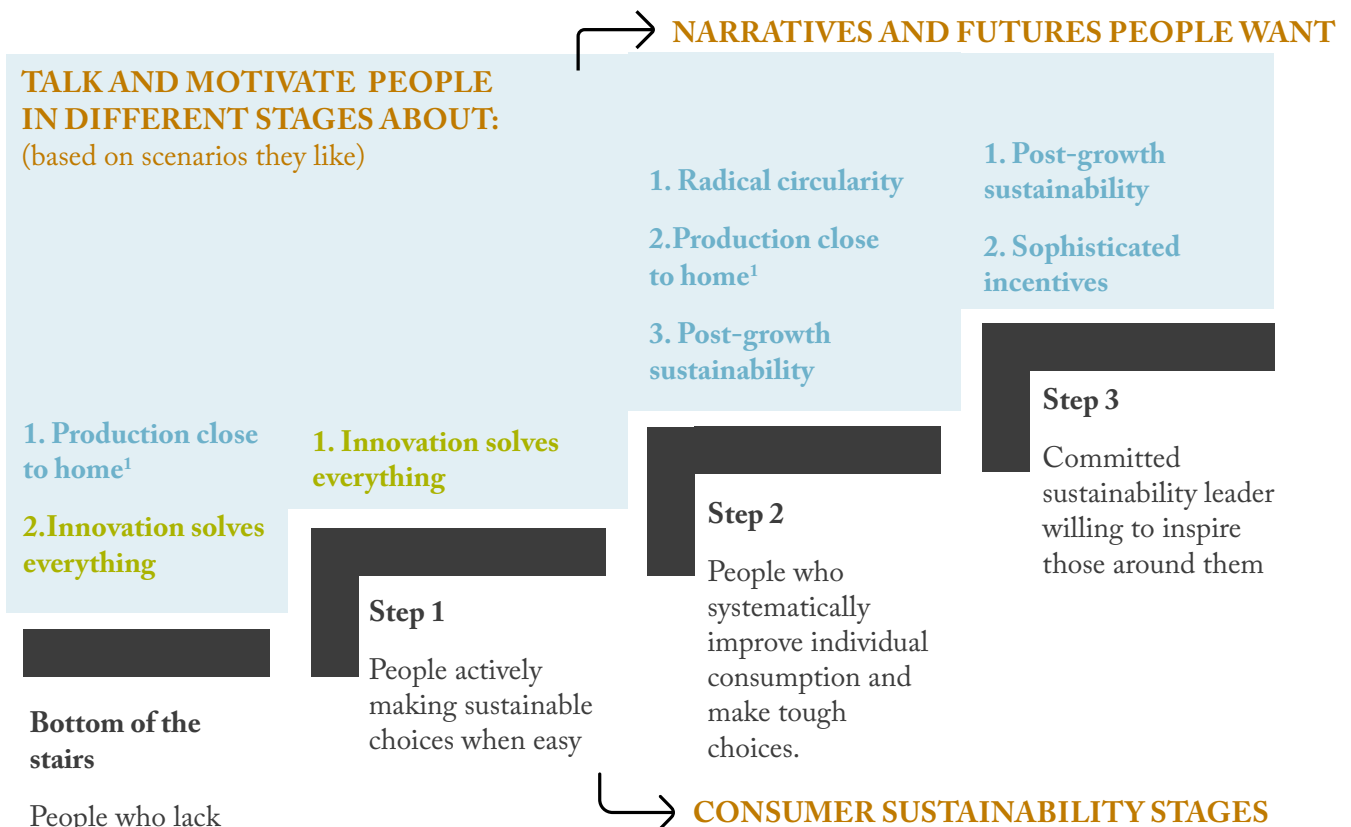 NARRATIVES AND FUTURES PEOPLE WANT
TALK AND MOTIVATE PEOPLE
IN DIFFERENT STAGES ABOUT:
(based on scenarios they like)
1. Production close
to home¹
2.Innovation solves
everything
1. Innovation solves
everything
1. Radical circularity
2.Production close
to home¹
3. Post-growth
sustainability
1. Post-growth
sustainability
2. Sophisticated
incentives
Bottom of the
stairs
People who lack
Step 1
People actively
making sustainable
choices when easy
Step 2
People who
systematically
improve individual
consumption and
make tough
choices.
Step 3
Committed
sustainability leader
willing to inspire
those around them
CONSUMER SUSTAINABILITY STAGES